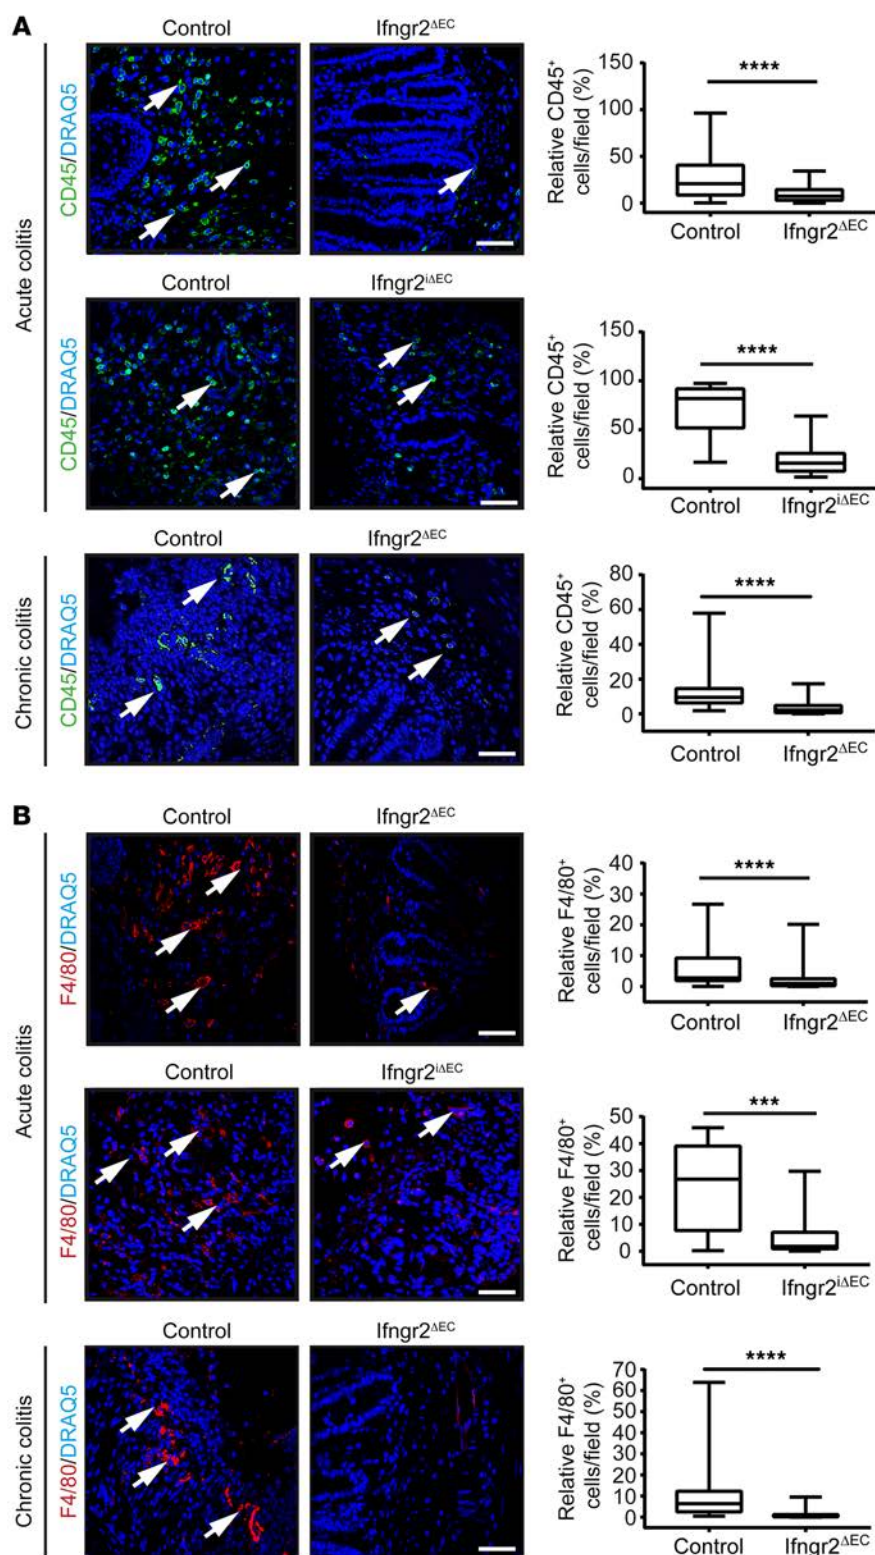 A
Control
Ifngr2ΔEC
Acute colitis
CD45/DRAQ5
Relative CD45+
cells/field (%)
150
100
50
0
****
Control
Ifngr2ΔEC
Control
Ifngr2iΔEC
CD45/DRAQ5
Relative CD45+
cells/field (%)
150
100
50
0
****
Control
Ifngr2iΔEC
Control
Ifngr2ΔEC
Chronic colitis
CD45/DRAQ5
Relative CD45+
cells/field (%)
80
60
40
20
0
****
Control
Ifngr2ΔEC
B
Control
Ifngr2ΔEC
Acute colitis
F4/80/DRAQ5
Relative F4/80+
cells/field (%)
40
30
20
10
0
****
Control
Ifngr2ΔEC
Control
Ifngr2iΔEC
F4/80/DRAQ5
Relative F4/80+
cells/field (%)
50
40
30
20
10
0
***
Control
Ifngr2iΔEC
Control
Ifngr2ΔEC
Chronic colitis
F4/80/DRAQ5
Relative F4/80+
cells/field (%)
70
60
50
40
30
20
10
0
****
Control
Ifngr2ΔEC